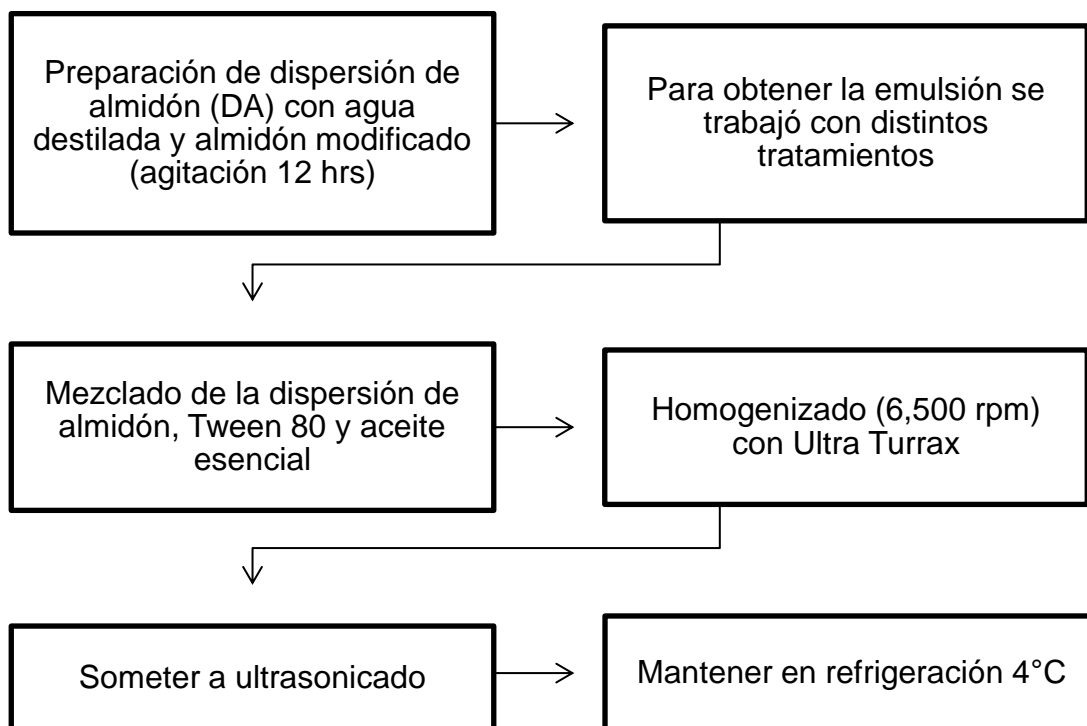 Preparación de dispersión de
almidón (DA) con agua
destilada y almidón modificado
(agitación 12 hrs)
Para obtener la emulsión se
trabajó con distintos
tratamientos
Mezclado de la dispersión de
almidón, Tween 80 y aceite
esencial
Homogenizado (6,500 rpm)
con Ultra Turrax
Someter a ultrasonicado
Mantener en refrigeración 4°C